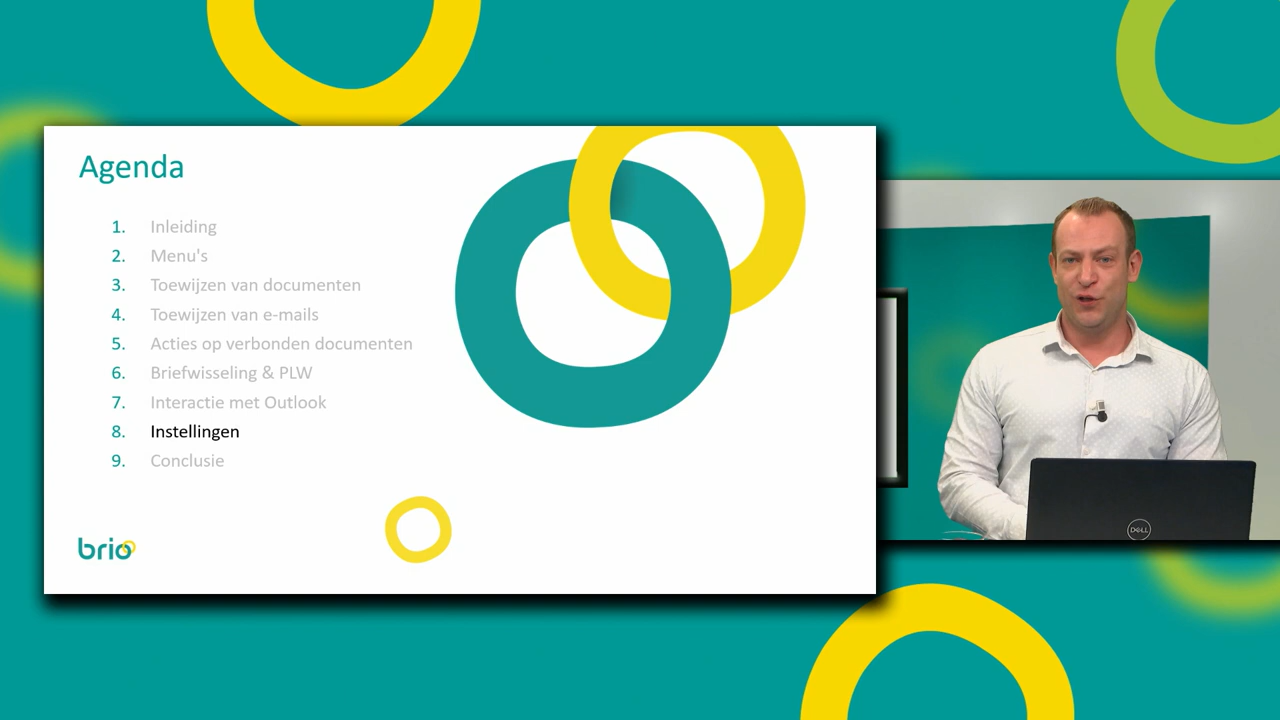 Agenda
1. Inleiding
2. Menu's
3. Toewijzen van documenten
4. Toewijzen van e-mails
5. Acties op verbonden documenten
6. Briefwisseling & PLW
7. Interactie met Outlook
8. Instellingen
9. Conclusie
brio
DELL